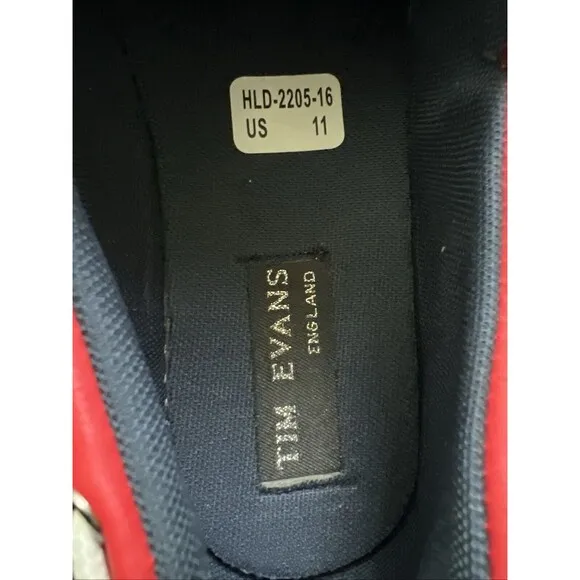 HLD-2205-16
US 11
TIM EVANS
ENGLAND